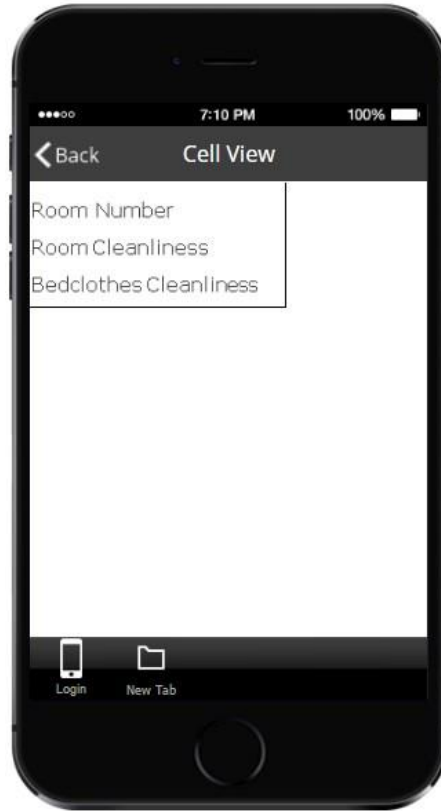 7:10 PM 100%
Back Cell View
Room Number
Room Cleanliness
Bedclothes Cleanliness
Login New Tab